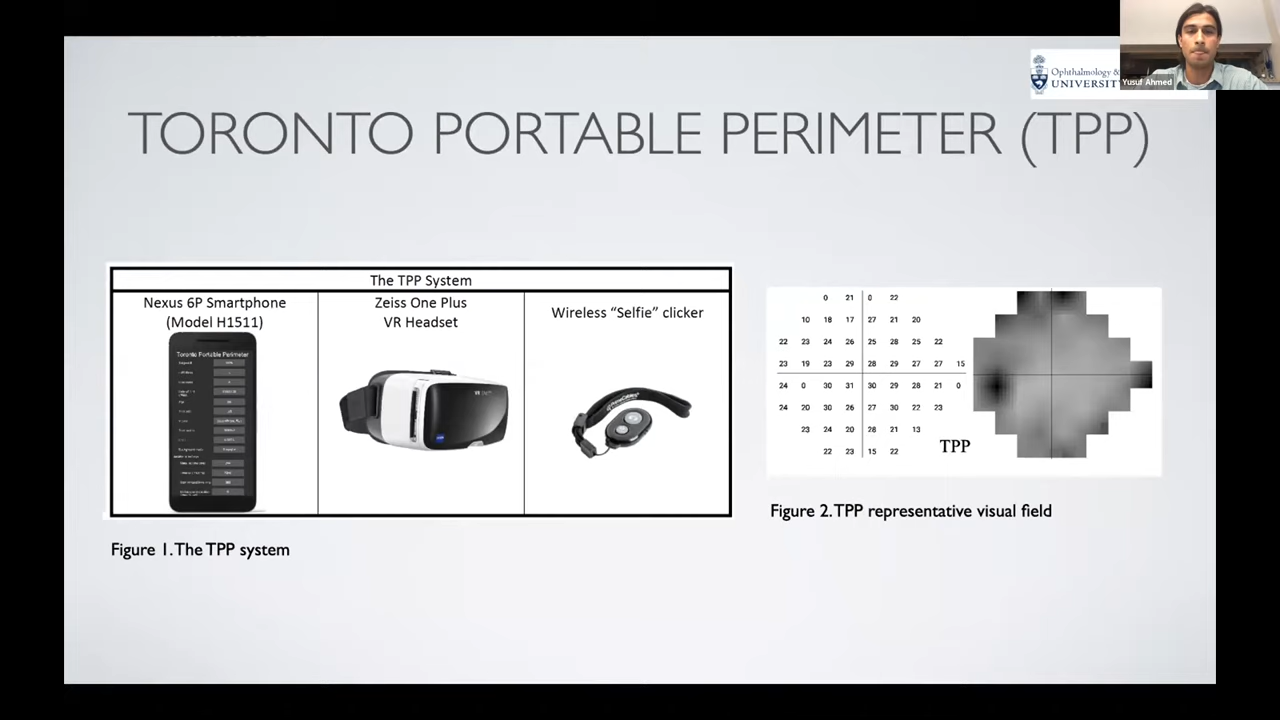 Ophthalmology &
UNIVERSITY
Yusuf Ahmed
TORONTO PORTABLE PERIMETER (TPP)
The TPP System
Nexus 6P Smartphone
(Model H1511)
Zeiss One Plus
VR Headset
Wireless “Selfie” clicker
Toronto Portable Perimeter
0 21 0 22
10 18 17 27 21 20
22 23 24 26 25 28 25 22
23 19 23 29 28 29 27 27 15
24 0 30 31 30 29 28 21 0
24 20 30 26 27 30 22 23
23 24 20 28 21 13
22 23 15 22
TPP
Figure 1. The TPP system
Figure 2. TPP representative visual field